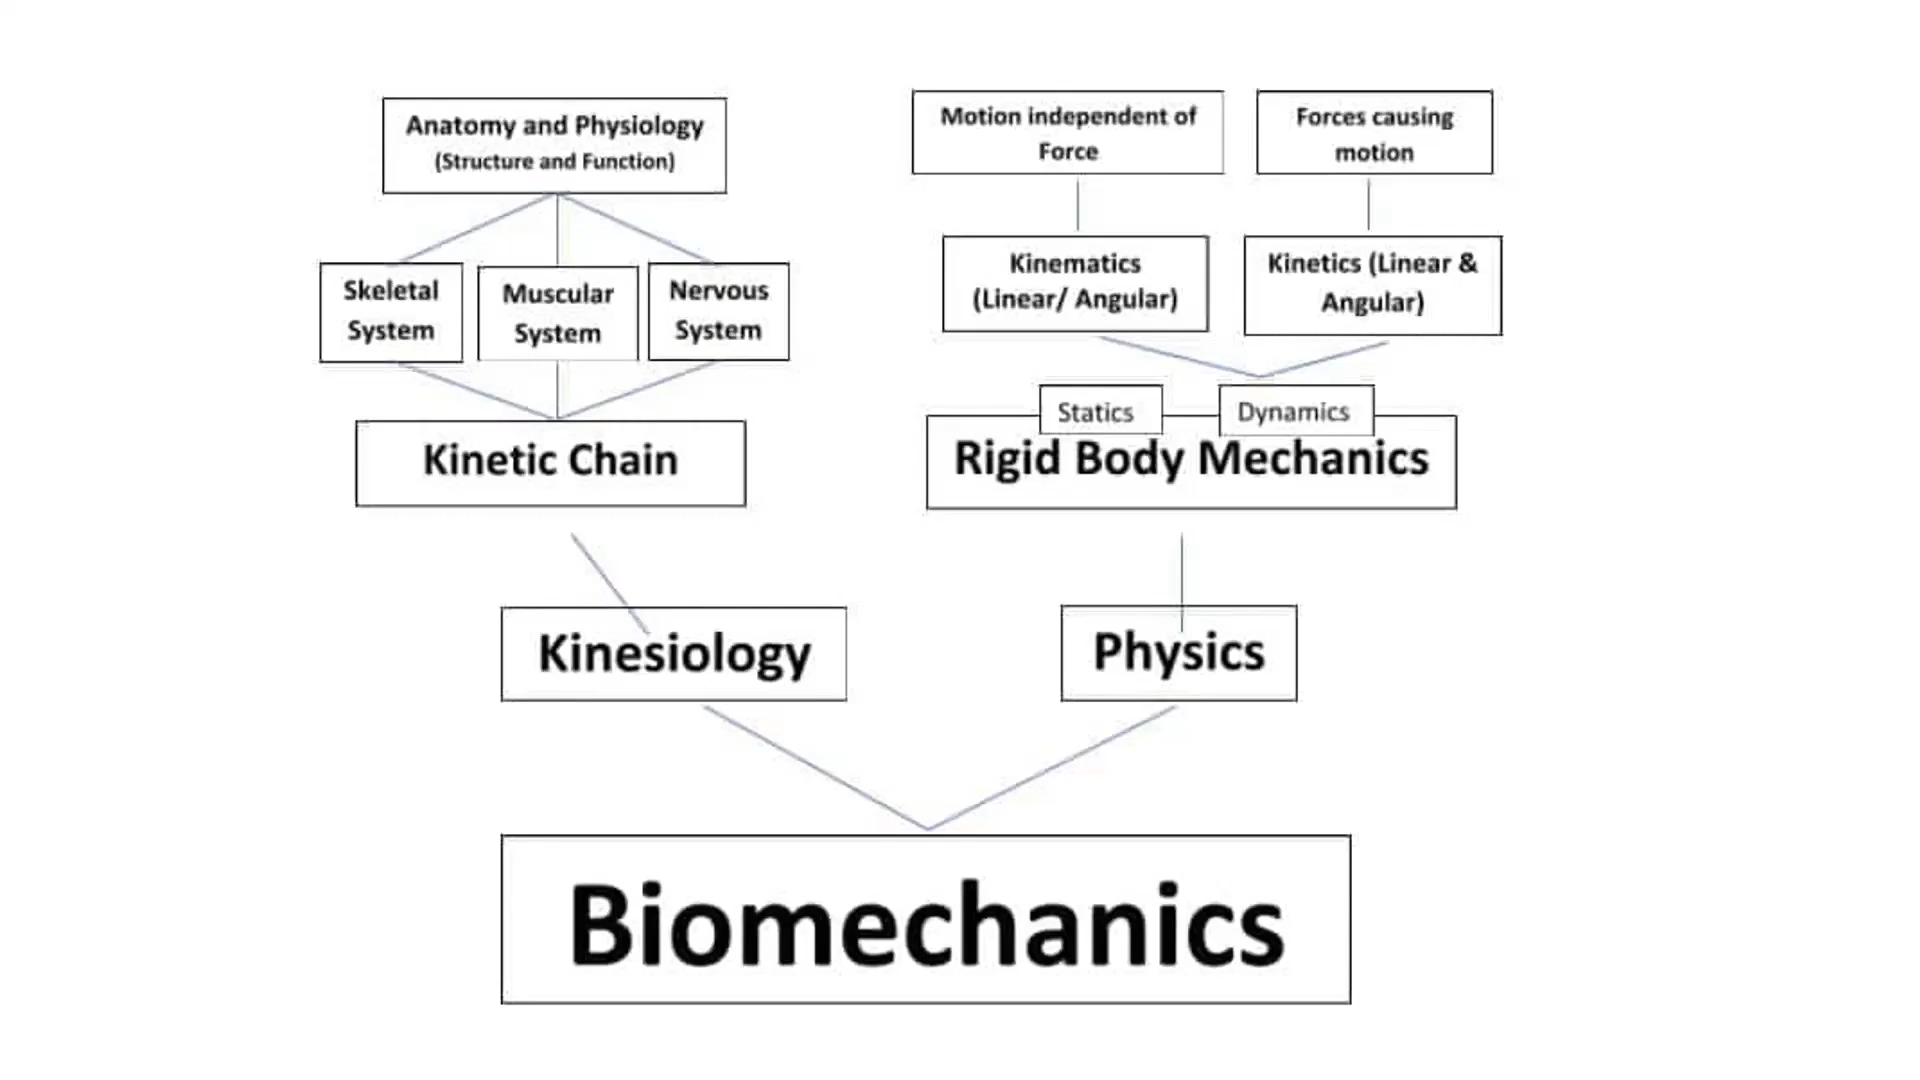 Anatomy and Physiology
(Structure and Function)
Motion independent of
Force
Forces causing
motion
Skeletal
System
Muscular
System
Nervous
System
Kinematics
(Linear/ Angular)
Kinetics (Linear &
Angular)
Statics
Dynamics
Kinetic Chain
Rigid Body Mechanics
Kinesiology
Physics
Biomechanics